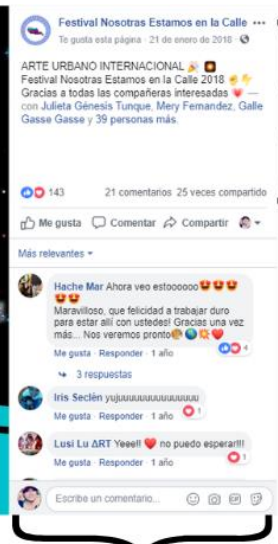 Festival Nosotras Estamos en la Calle ···
Te gusta esta página · 21 de enero de 2018 ·
ARTE URBANO INTERNACIONAL 🎉 💥
Festival Nosotras Estamos en la Calle 2018 ✊👇
Gracias a todas las compañeras interesadas ❤️ —
con Julieta Génesis Tunque, Mery Fernandez, Galle
Gasse Gasse y 39 personas más.
143 21 comentarios 25 veces compartido
Me gusta Comentar Compartir
Más relevantes
Hache Mar Ahora veo estoooooo
Maravilloso, que felicidad a trabajar duro
para estar allí con ustedes! Gracias una vez
más... Nos veremos pronto
4
Me gusta · Responder · 1 año
3 respuestas
Iris Seclén yujuuuuuuuuuuuuuuu
Me gusta · Responder · 1 año 1
Lusi Lu ΔRT Yeee!! ❤️ no puedo esperar!!!
Me gusta · Responder · 1 año 1
Escribe un comentario...
GIF